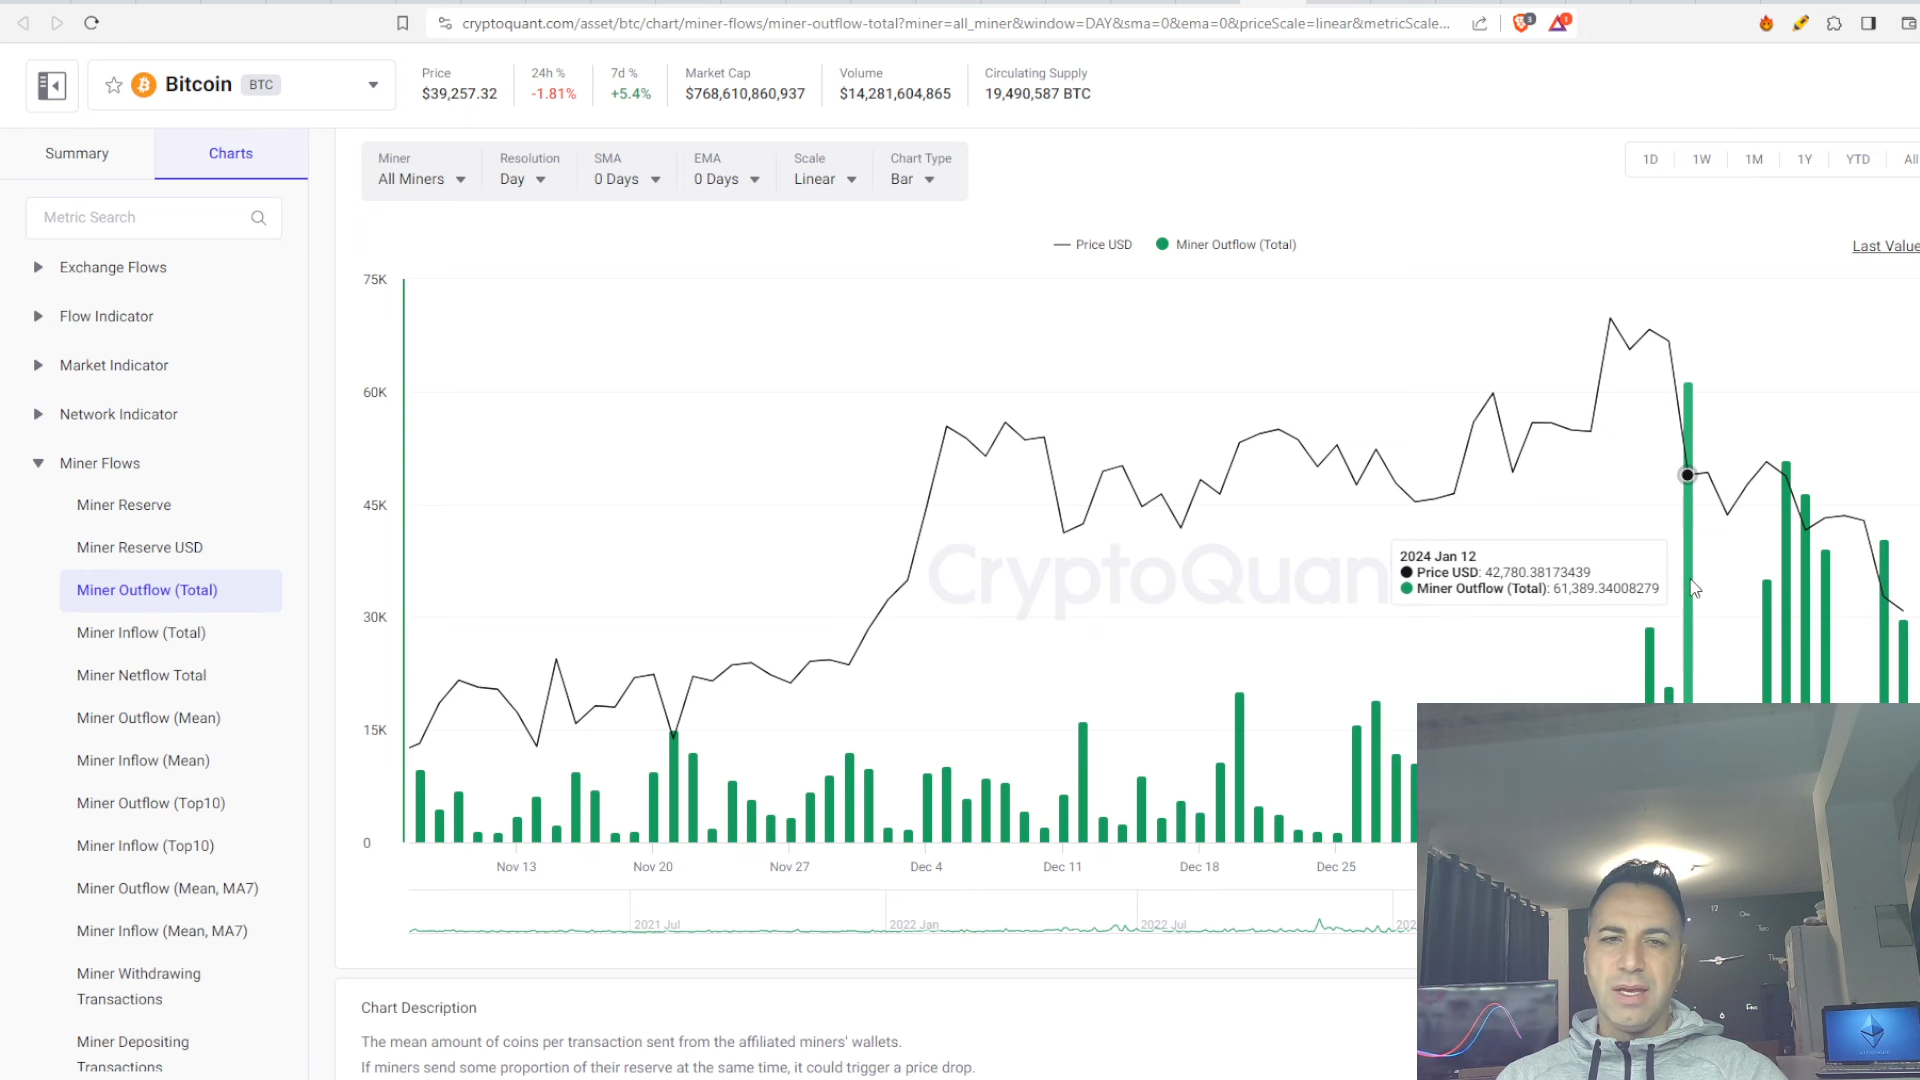 cryptoquant.com/asset/btc/chart/miner-flows/miner-outflow-total?miner=all_miner&window=DAY&sma=0&ema=0&priceScale=linear&metricScale...
3
1
Bitcoin BTC
Price
$39,257.32
24h %
-1.81%
7d %
+5.4%
Market Cap
$768,610,860,937
Volume
$14,281,604,865
Circulating Supply
19,490,587 BTC
Summary
Charts
Metric Search
Exchange Flows
Flow Indicator
Market Indicator
Network Indicator
Miner Flows
Miner Reserve
Miner Reserve USD
Miner Outflow (Total)
Miner Inflow (Total)
Miner Netflow Total
Miner Outflow (Mean)
Miner Inflow (Mean)
Miner Outflow (Top10)
Miner Inflow (Top10)
Miner Outflow (Mean, MA7)
Miner Inflow (Mean, MA7)
Miner Withdrawing
Transactions
Miner Depositing
Transactions
Miner
All Miners
Resolution
Day
SMA
0 Days
EMA
0 Days
Scale
Linear
Chart Type
Bar
1D 1W 1M 1Y YTD All
Price USD
Miner Outflow (Total)
Last Value
75K
60K
45K
30K
15K
0
CryptoQuan
2024 Jan 12
Price USD: 42,780.38173439
Miner Outflow (Total): 61,389.34008279
Nov 13 Nov 20 Nov 27 Dec 4 Dec 11 Dec 18 Dec 25
2021 Jul 2022 Jan 2022 Jul 202
Chart Description
The mean amount of coins per transaction sent from the affiliated miners' wallets.
If miners send some proportion of their reserve at the same time, it could trigger a price drop.